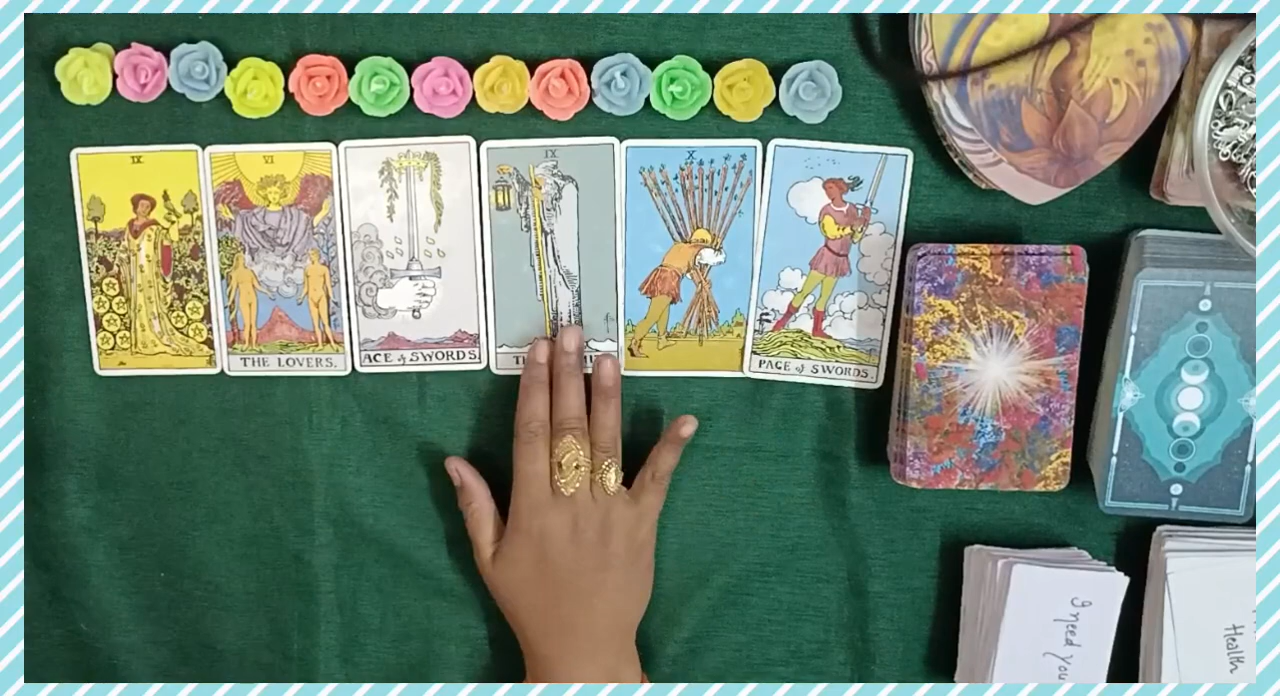 IX
VI
IX
X
THE LOVERS.
ACE of SWORDS.
PAGE of SWORDS.
I need you
Health